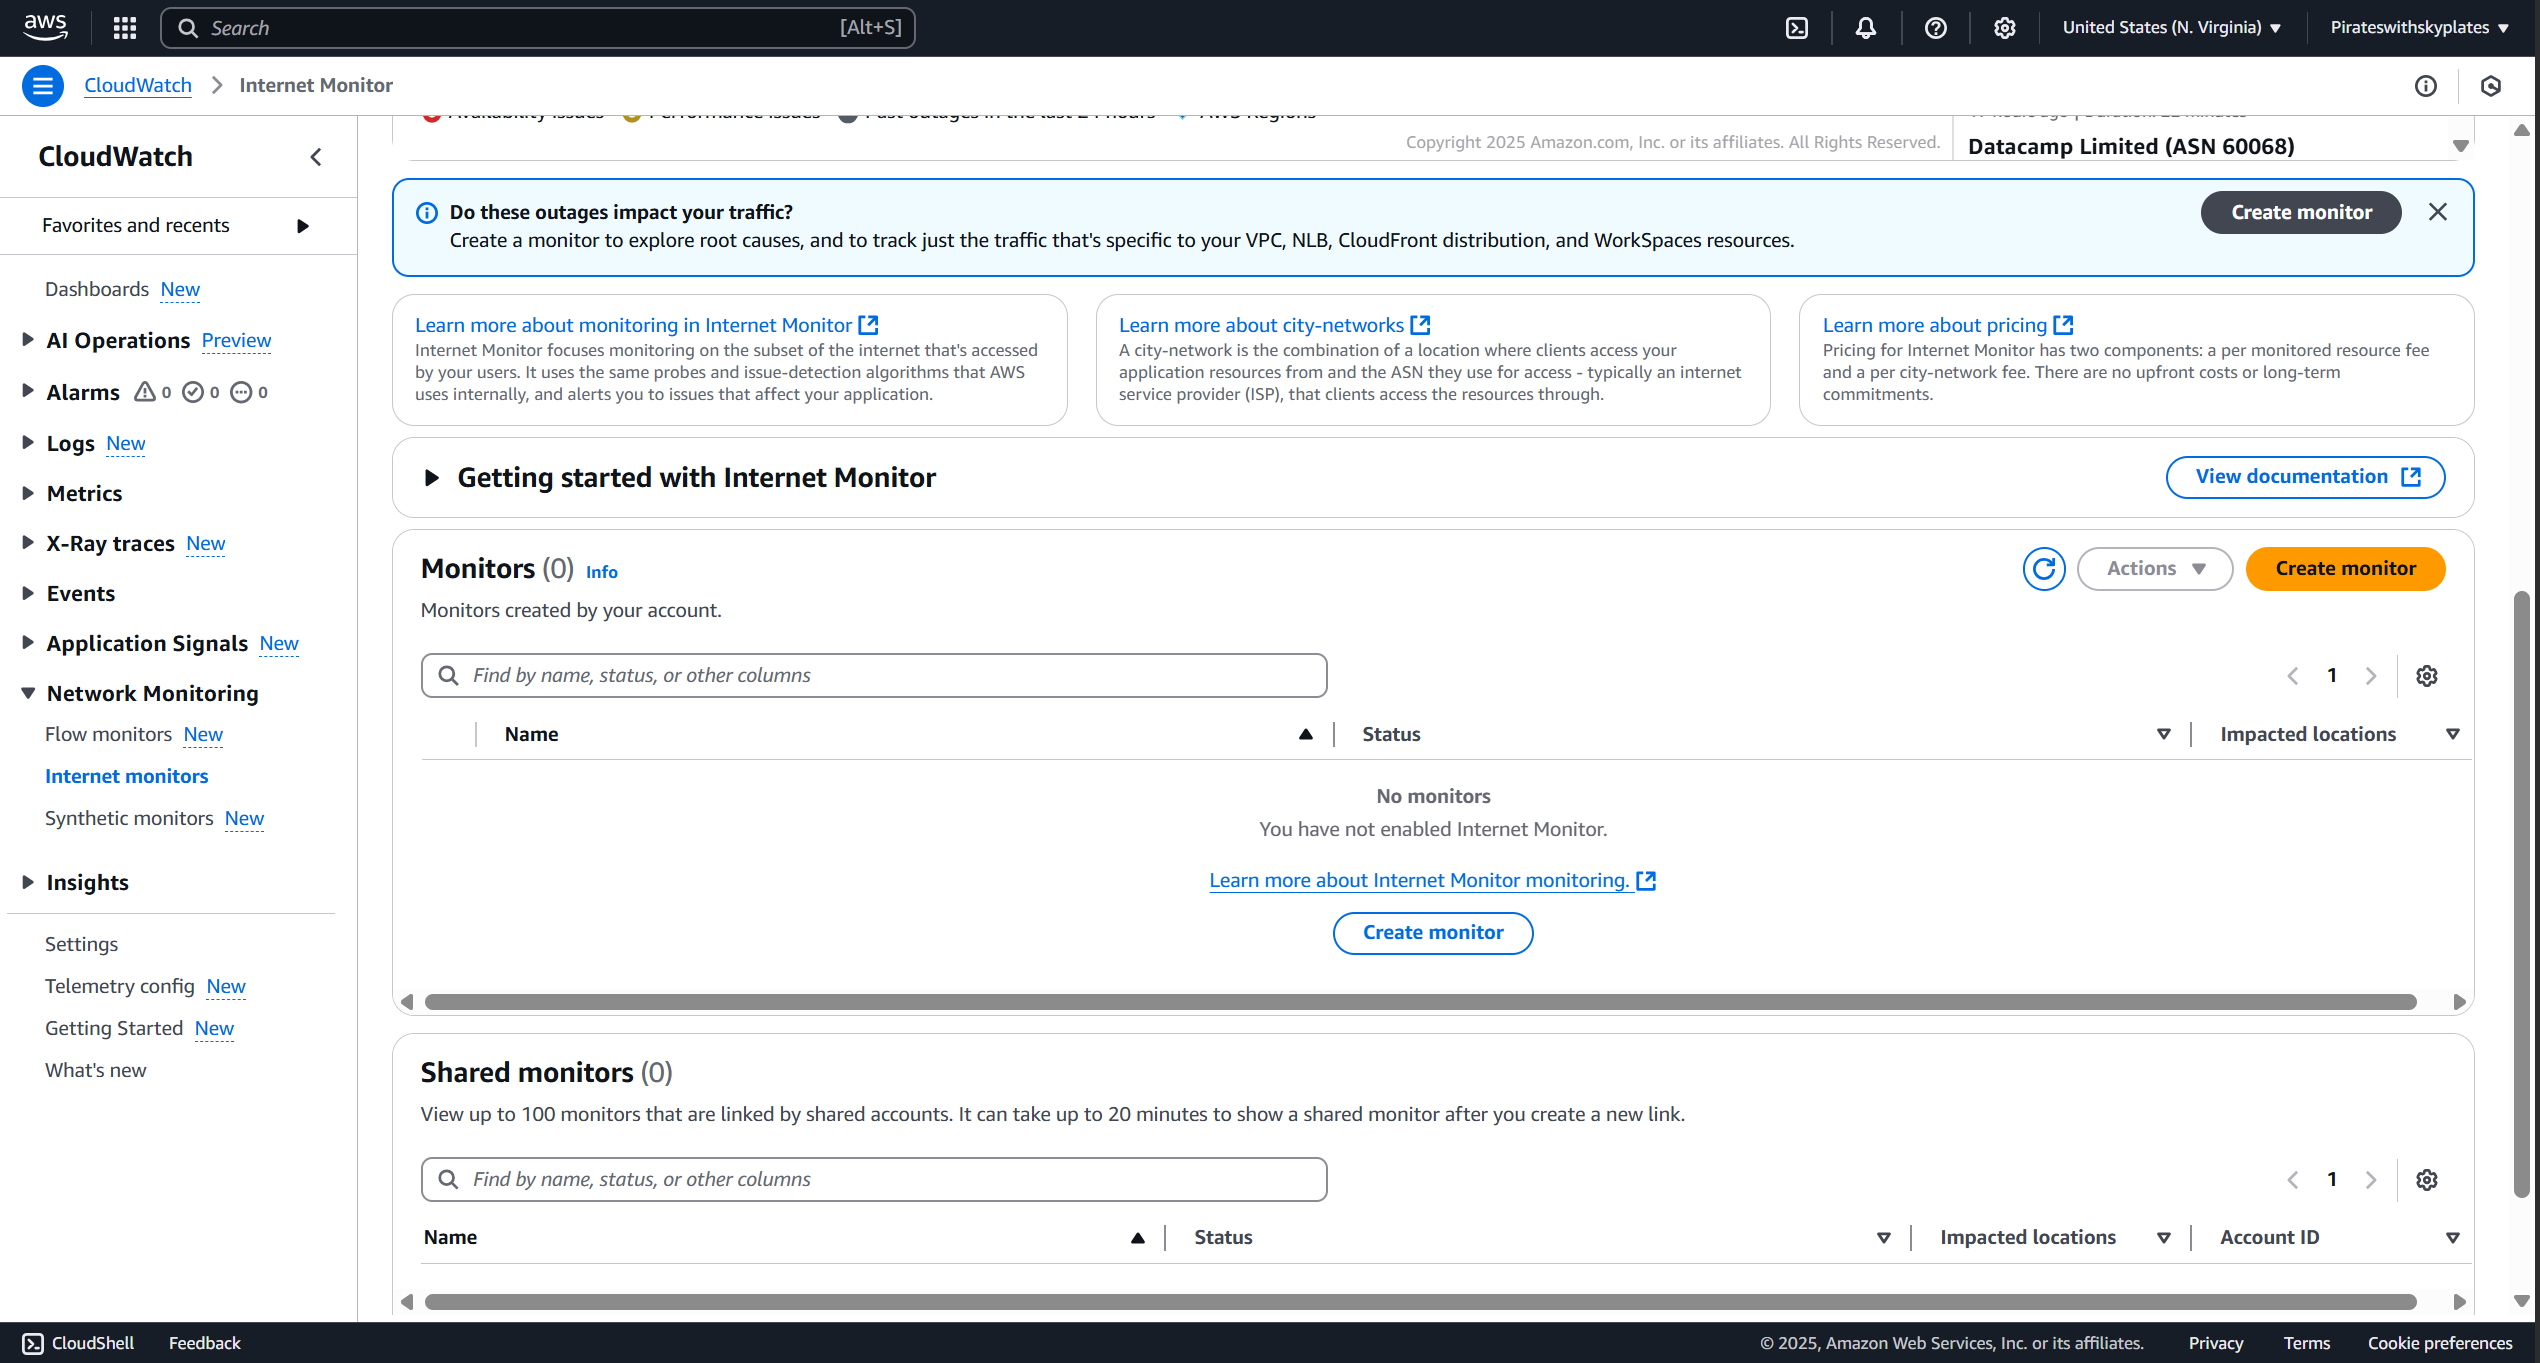 aws
Search
[Alt+S]
United States (N. Virginia)
Pirateswithskyplates
CloudWatch
Internet Monitor
CloudWatch
Favorites and recents
Dashboards New
AI Operations Preview
Alarms 0 0 0
Logs New
Metrics
X-Ray traces New
Events
Application Signals New
Network Monitoring
Flow monitors New
Internet monitors
Synthetic monitors New
Insights
Settings
Telemetry config New
Getting Started New
What's new
Availability issues Performance issues Past outages in the last 24 hours AWS Regions
Copyright 2025 Amazon.com, Inc. or its affiliates. All Rights Reserved.
Datacamp Limited (ASN 60068)
Do these outages impact your traffic?
Create a monitor to explore root causes, and to track just the traffic that's specific to your VPC, NLB, CloudFront distribution, and WorkSpaces resources.
Create monitor
Learn more about monitoring in Internet Monitor
Internet Monitor focuses monitoring on the subset of the internet that's accessed
by your users. It uses the same probes and issue-detection algorithms that AWS
uses internally, and alerts you to issues that affect your application.
Learn more about city-networks
A city-network is the combination of a location where clients access your
application resources from and the ASN they use for access - typically an internet
service provider (ISP), that clients access the resources through.
Learn more about pricing
Pricing for Internet Monitor has two components: a per monitored resource fee
and a per city-network fee. There are no upfront costs or long-term
commitments.
Getting started with Internet Monitor
View documentation
Monitors (0) Info
Actions
Create monitor
Monitors created by your account.
Find by name, status, or other columns
1
Name Status Impacted locations
No monitors
You have not enabled Internet Monitor.
Learn more about Internet Monitor monitoring.
Create monitor
Shared monitors (0)
View up to 100 monitors that are linked by shared accounts. It can take up to 20 minutes to show a shared monitor after you create a new link.
Find by name, status, or other columns
1
Name Status Impacted locations Account ID
CloudShell
Feedback
© 2025, Amazon Web Services, Inc. or its affiliates.
Privacy
Terms
Cookie preferences